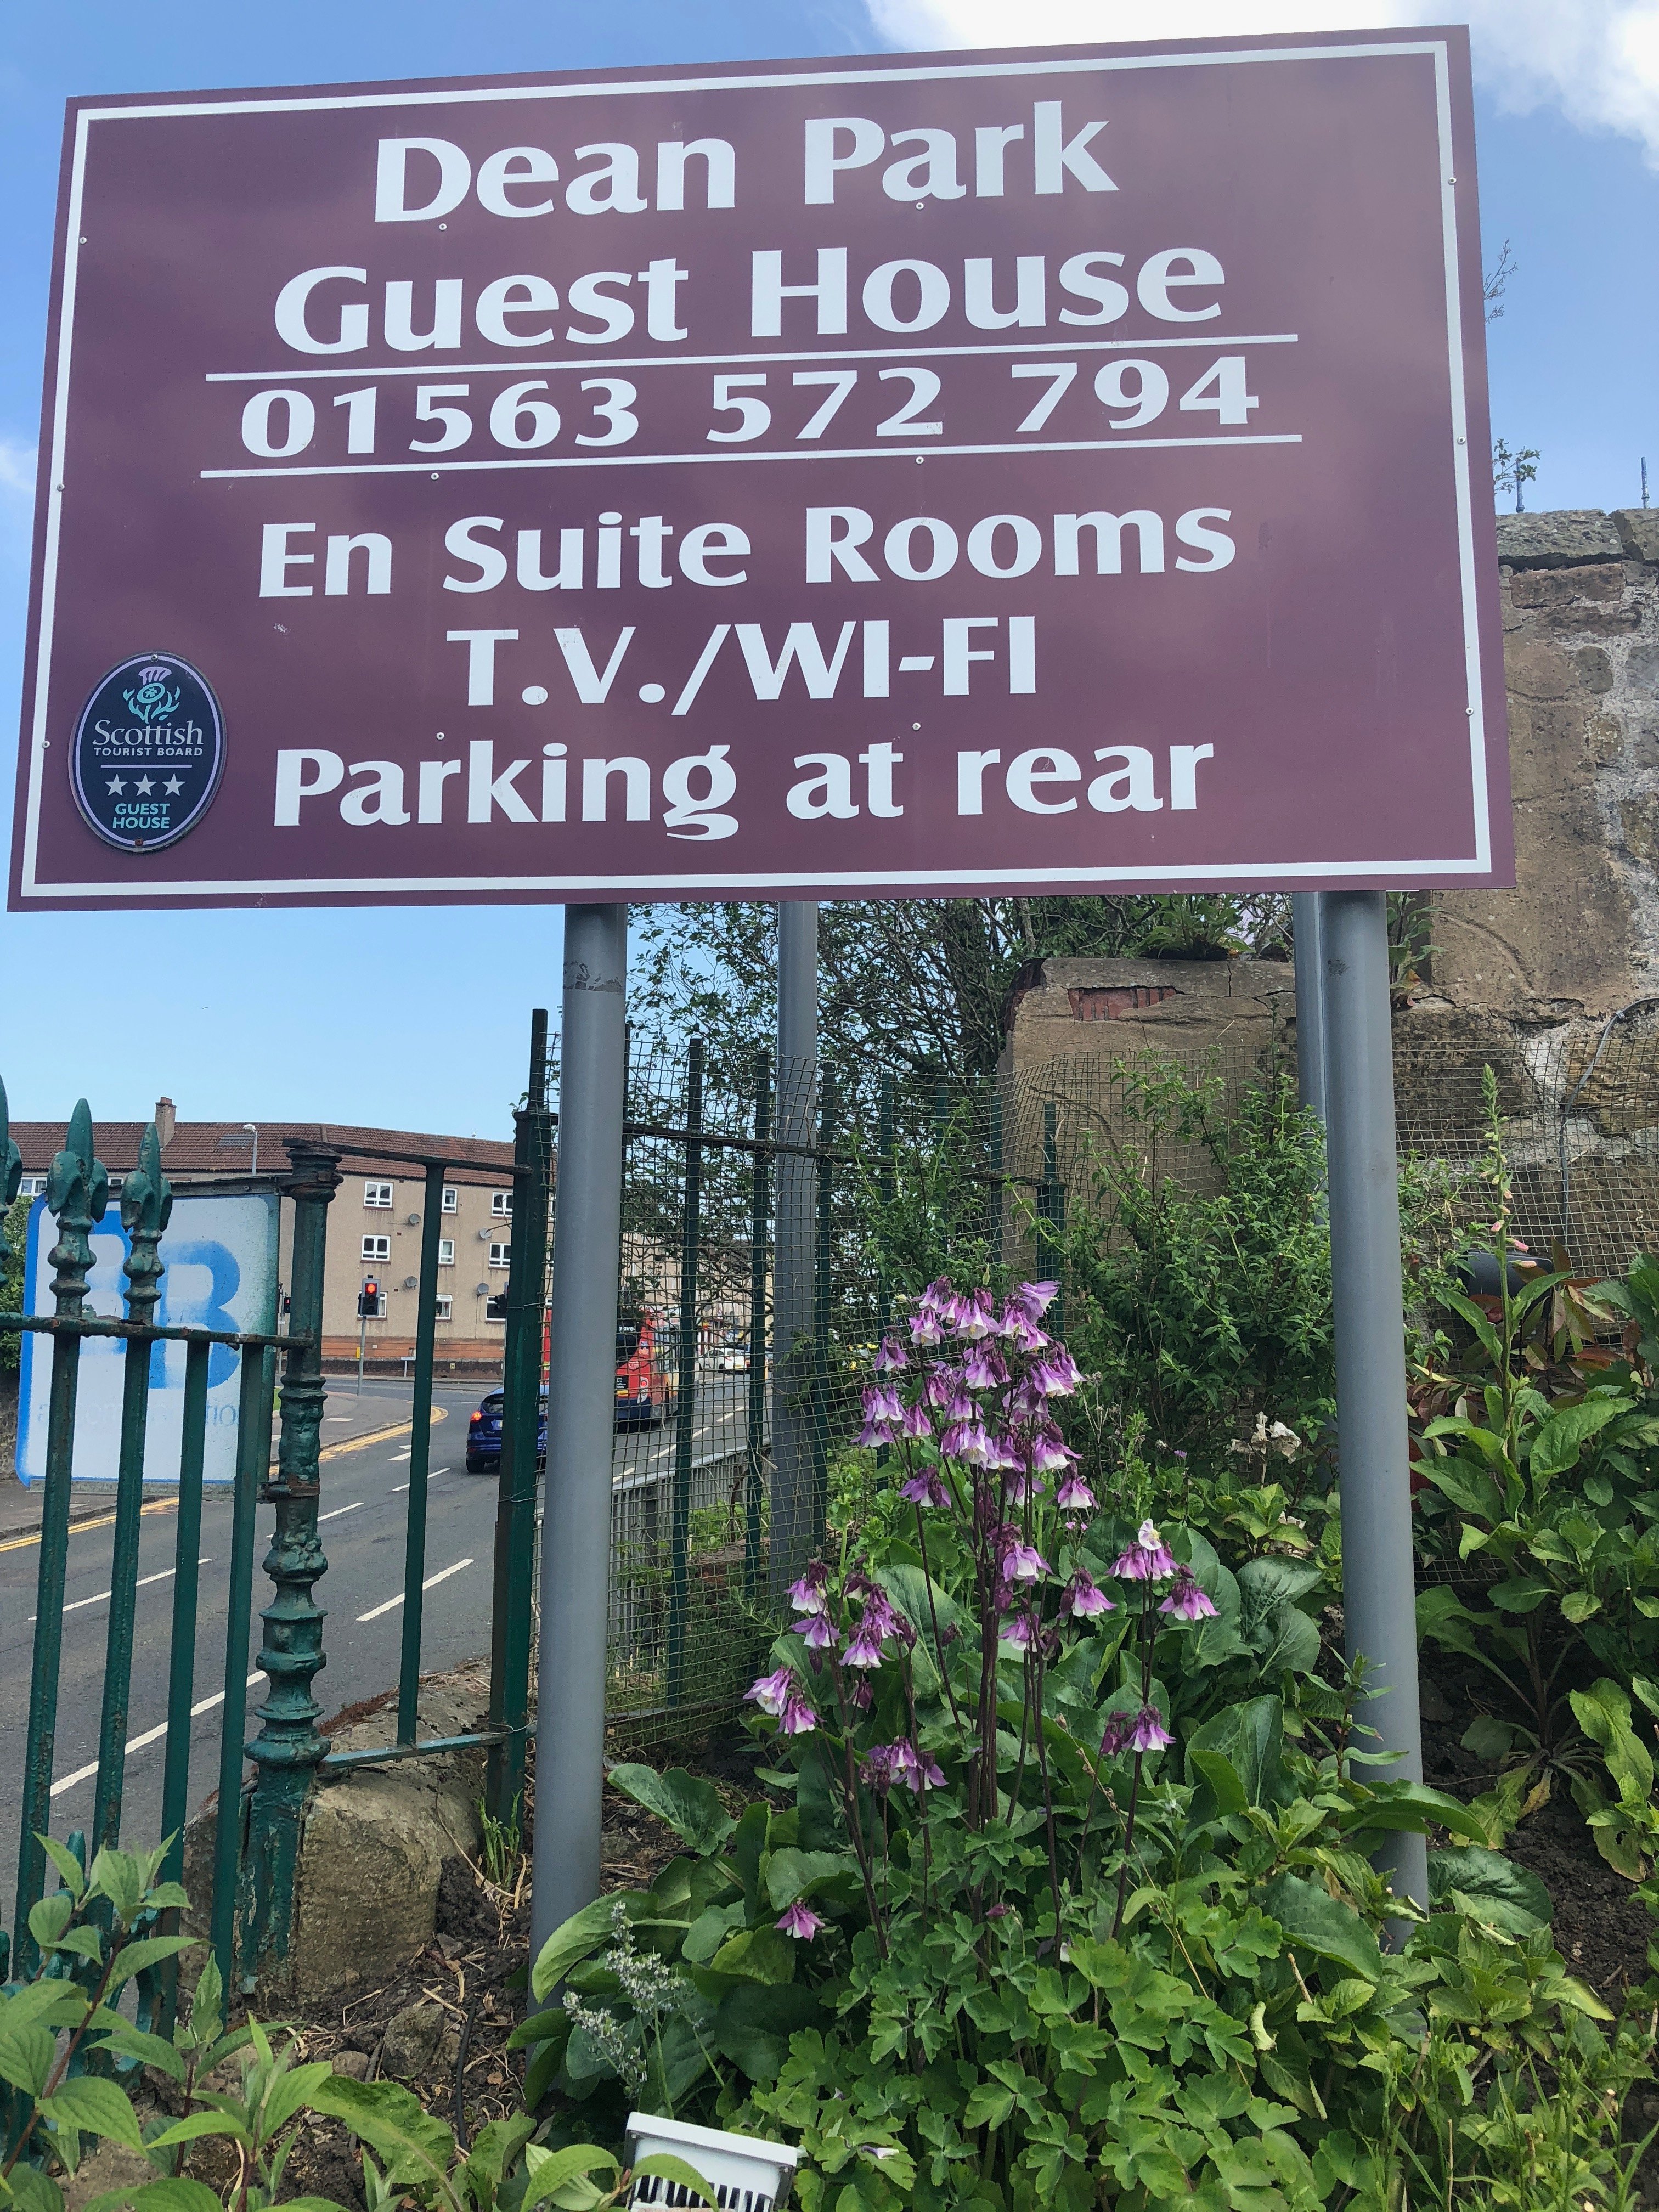 Dean Park
Guest House
01563 572 794
En Suite Rooms
T.V./WI-FI
Parking at rear
Scottish
TOURIST BOARD
★★★
GUEST
HOUSE